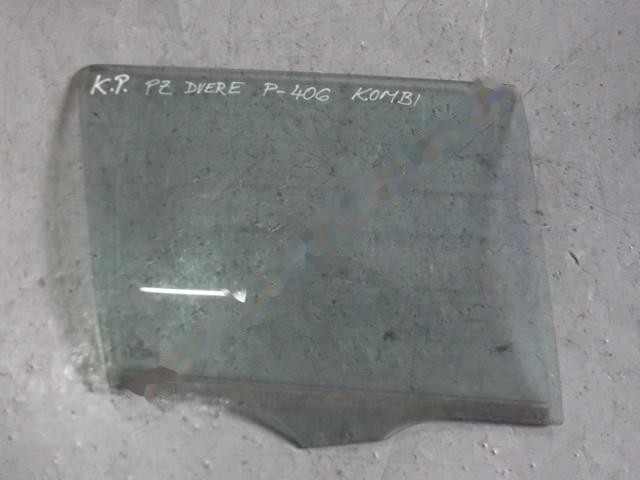 K.P. PZ DVERE P-406 KOMBI